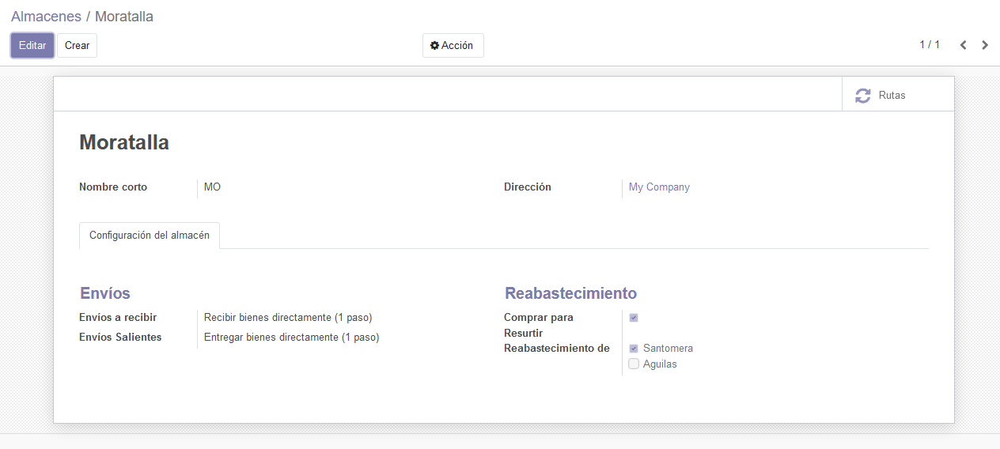 Almacenes / Moratalla
Editar Crear Acción 1 / 1
Rutas
Moratalla
Nombre corto MO Dirección My Company
Configuración del almacén
Envíos Reabastecimiento
Envíos a recibir Recibir bienes directamente (1 paso) Comprar para
Resurtir
Envíos Salientes Entregar bienes directamente (1 paso) Reabastecimiento de Santomera
Aguilas